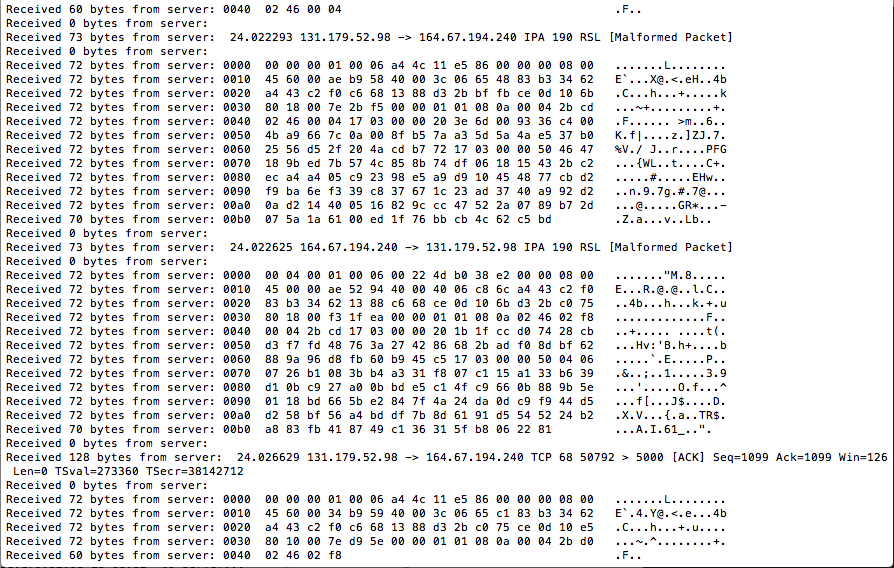 Received 60 bytes from server: 0040  02 46 00 04                                       .F..
Received 0 bytes from server:
Received 73 bytes from server:  24.022293 131.179.52.98 -> 164.67.194.240 IPA 190 RSL [Malformed Packet]
Received 0 bytes from server:
Received 72 bytes from server: 0000  00 00 00 01 00 06 a4 4c 11 e5 86 00 00 00 08 00   .......L........
Received 72 bytes from server: 0010  45 60 00 ae b9 58 40 00 3c 06 65 48 83 b3 34 62   E`...X@.<.eH..4b
Received 72 bytes from server: 0020  a4 43 c2 f0 c6 68 13 88 d3 2b bf fb ce 0d 10 6b   .C...h...+.....k
Received 72 bytes from server: 0030  80 18 00 7e 2b f5 00 00 01 01 08 0a 00 04 2b cd   ...~+.........+.
Received 72 bytes from server: 0040  02 46 00 04 17 03 00 00 20 3e 6d 00 93 36 c4 00   .F...... >m..6..
Received 72 bytes from server: 0050  4b a9 66 7c 0a 00 8f b5 7a a3 5d 5a 4a e5 37 b0   K.f|....z.]ZJ.7.
Received 72 bytes from server: 0060  25 56 d5 2f 20 4a cd b7 72 17 03 00 00 50 46 47   %V./ J..r....PFG
Received 72 bytes from server: 0070  18 9b ed 7b 57 4c 85 8b 74 df 06 18 15 43 2b c2   ...{WL..t....C+.
Received 72 bytes from server: 0080  ec a4 a4 05 c9 23 98 e5 a9 d9 10 45 48 77 cb d2   .....#.....EHw..
Received 72 bytes from server: 0090  f9 ba 6e f3 39 c8 37 67 1c 23 ad 37 40 a9 92 d2   ..n.9.7g.#.7@...
Received 72 bytes from server: 00a0  0a d2 14 40 05 16 82 9c cc 47 52 2a 07 89 b7 2d   ...@.....GR*...-
Received 70 bytes from server: 00b0  07 5a 1a 61 00 ed 1f 76 bb cb 4c 62 c5 bd         .Z.a...v..Lb..
Received 0 bytes from server:
Received 73 bytes from server:  24.022625 164.67.194.240 -> 131.179.52.98 IPA 190 RSL [Malformed Packet]
Received 0 bytes from server:
Received 72 bytes from server: 0000  00 04 00 01 00 06 00 22 4d b0 38 e2 00 00 08 00   ......."M.8.....
Received 72 bytes from server: 0010  45 00 00 ae 52 94 40 00 40 06 c8 6c a4 43 c2 f0   E...R.@.@..l.C..
Received 72 bytes from server: 0020  83 b3 34 62 13 88 c6 68 ce 0d 10 6b d3 2b c0 75   ..4b...h...k.+.u
Received 72 bytes from server: 0030  80 18 00 f3 1f ea 00 00 01 01 08 0a 02 46 02 f8   .............F..
Received 72 bytes from server: 0040  00 04 2b cd 17 03 00 00 20 1b 1f cc d0 74 28 cb   ..+..... ....t(.
Received 72 bytes from server: 0050  d3 f7 fd 48 76 3a 27 42 86 68 2b ad f0 8d bf 62   ...Hv:'B.h+....b
Received 72 bytes from server: 0060  88 9a 96 d8 fb 60 b9 45 c5 17 03 00 00 50 04 06   .....`.E.....P..
Received 72 bytes from server: 0070  07 26 b1 08 3b b4 a3 31 f8 07 c1 15 a1 33 b6 39   .&..;..1.....3.9
Received 72 bytes from server: 0080  d1 0b c9 27 a0 0b bd e5 c1 4f c9 66 0b 88 9b 5e   ...'.....O.f...^
Received 72 bytes from server: 0090  01 18 bd 66 5b e2 84 7f 4a 24 da 0d c9 f9 44 d5   ...f[...J$....D.
Received 72 bytes from server: 00a0  d2 58 bf 56 a4 bd df 7b 8d 61 91 d5 54 52 24 b2   .X.V...{.a..TR$.
Received 70 bytes from server: 00b0  a8 83 fb 41 87 49 c1 36 31 5f b8 06 22 81         ...A.I.61_..".
Received 0 bytes from server:
Received 128 bytes from server:  24.026629 131.179.52.98 -> 164.67.194.240 TCP 68 50792 > 5000 [ACK] Seq=1099 Ack=1099 Win=126
Len=0 TSval=273360 TSecr=38142712
Received 0 bytes from server:
Received 72 bytes from server: 0000  00 00 00 01 00 06 a4 4c 11 e5 86 00 00 00 08 00   .......L........
Received 72 bytes from server: 0010  45 60 00 34 b9 59 40 00 3c 06 65 c1 83 b3 34 62   E`.4.Y@.<.e...4b
Received 72 bytes from server: 0020  a4 43 c2 f0 c6 68 13 88 d3 2b c0 75 ce 0d 10 e5   .C...h...+.u....
Received 72 bytes from server: 0030  80 10 00 7e d9 5e 00 00 01 01 08 0a 00 04 2b d0   ...~.^........+.
Received 60 bytes from server: 0040  02 46 02 f8                                       .F..